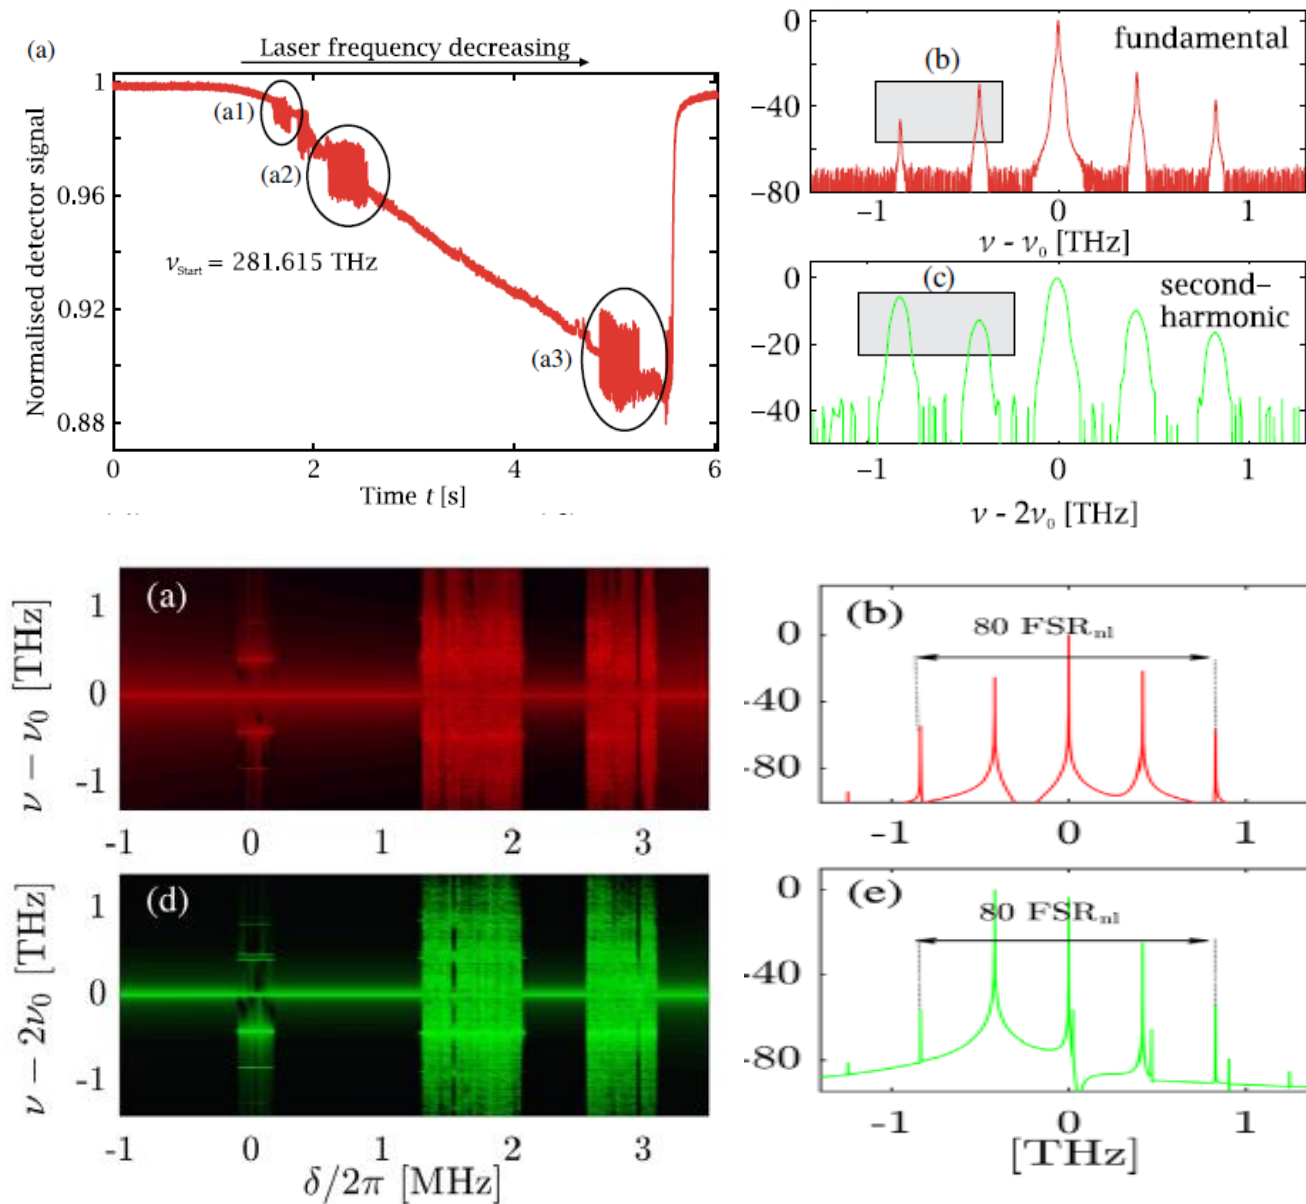 (a)
Laser frequency decreasing
Normalised detector signal
1
0.96
0.92
0.88
(a1)
(a2)
(a3)
ν_Start = 281.615 THz
0 2 4 6
Time t [s]
0
−40
−80
(b)
fundamental
−1 0 1
ν - ν₀ [THz]
0
−20
−40
(c)
second–
harmonic
−1 0 1
ν - 2ν₀ [THz]
(a)
ν − ν₀ [THz]
1
0
-1
-1 0 1 2 3
(b)
80 FSR_nl
0
-40
-80
-1 0 1
(d)
ν − 2ν₀ [THz]
1
0
-1
-1 0 1 2 3
δ/2π [MHz]
(e)
80 FSR_nl
0
-40
-80
-1 0 1
[THz]